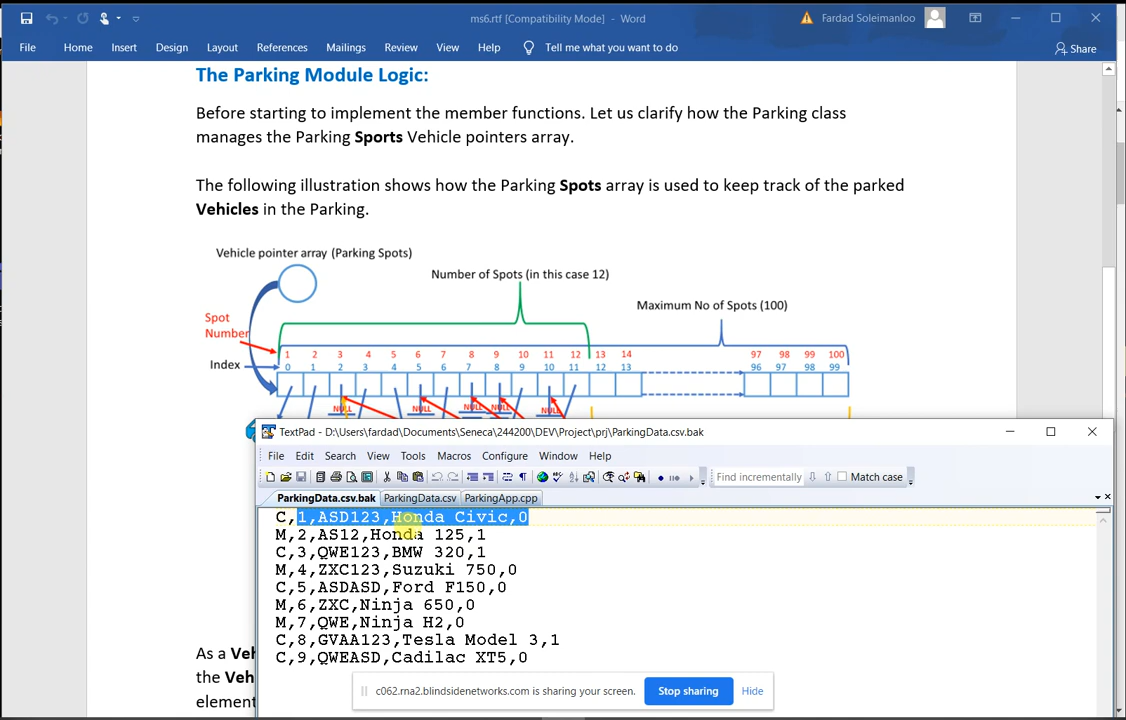 ms6.rtf [Compatibility Mode] - Word
Fardad Soleimanloo
File Home Insert Design Layout References Mailings Review View Help Tell me what you want to do
Share
The Parking Module Logic:
Before starting to implement the member functions. Let us clarify how the Parking class
manages the Parking Sports Vehicle pointers array.
The following illustration shows how the Parking Spots array is used to keep track of the parked
Vehicles in the Parking.
Vehicle pointer array (Parking Spots)
Number of Spots (in this case 12)
Maximum No of Spots (100)
Spot
Number
1 2 3 4 5 6 7 8 9 10 11 12 13 14 97 98 99 100
Index
0 1 2 3 4 5 6 7 8 9 10 11 12 13 96 97 98 99
NULL NULL NULL NULL NULL
TextPad - D:\Users\fardad\Documents\Seneca\244200\DEV\Project\prj\ParkingData.csv.bak
File Edit Search View Tools Macros Configure Window Help
Find incrementally
Match case
ParkingData.csv.bak ParkingData.csv ParkingApp.cpp
C,1,ASD123,Honda Civic,0
M,2,AS12,Honda 125,1
C,3,QWE123,BMW 320,1
M,4,ZXC123,Suzuki 750,0
C,5,ASDASD,Ford F150,0
M,6,ZXC,Ninja 650,0
M,7,QWE,Ninja H2,0
C,8,GVAA123,Tesla Model 3,1
C,9,QWEASD,Cadilac XT5,0
As a
the
element
c062.rna2.blindsidenetworks.com is sharing your screen.
Stop sharing
Hide